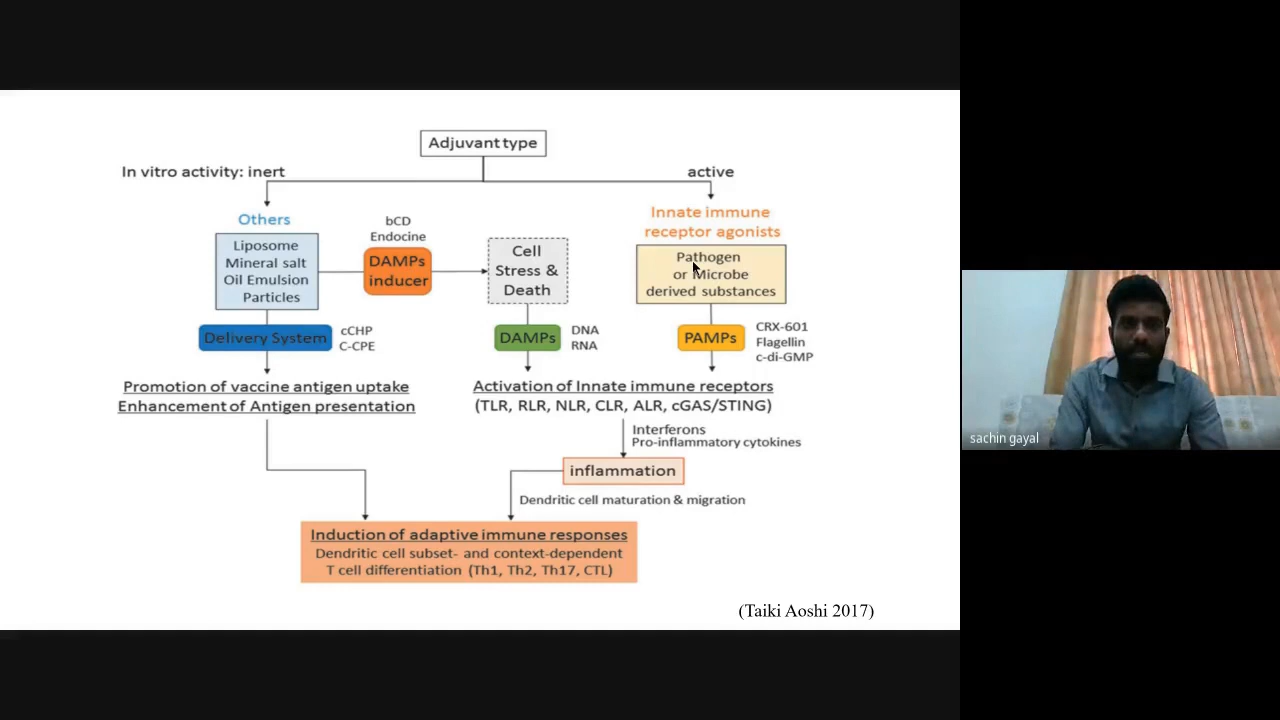 Adjuvant type
In vitro activity: inert
active
Others
Liposome
Mineral salt
Oil Emulsion
Particles
bCD
Endocine
DAMPs
inducer
Cell
Stress &
Death
Innate immune
receptor agonists
Pathogen
or Microbe
derived substances
Delivery System
cCHP
C-CPE
DAMPs
DNA
RNA
PAMPs
CRX-601
Flagellin
c-di-GMP
Promotion of vaccine antigen uptake
Enhancement of Antigen presentation
Activation of Innate immune receptors
(TLR, RLR, NLR, CLR, ALR, cGAS/STING)
Interferons
Pro-inflammatory cytokines
inflammation
Dendritic cell maturation & migration
Induction of adaptive immune responses
Dendritic cell subset- and context-dependent
T cell differentiation (Th1, Th2, Th17, CTL)
(Taiki Aoshi 2017)
sachin gayal